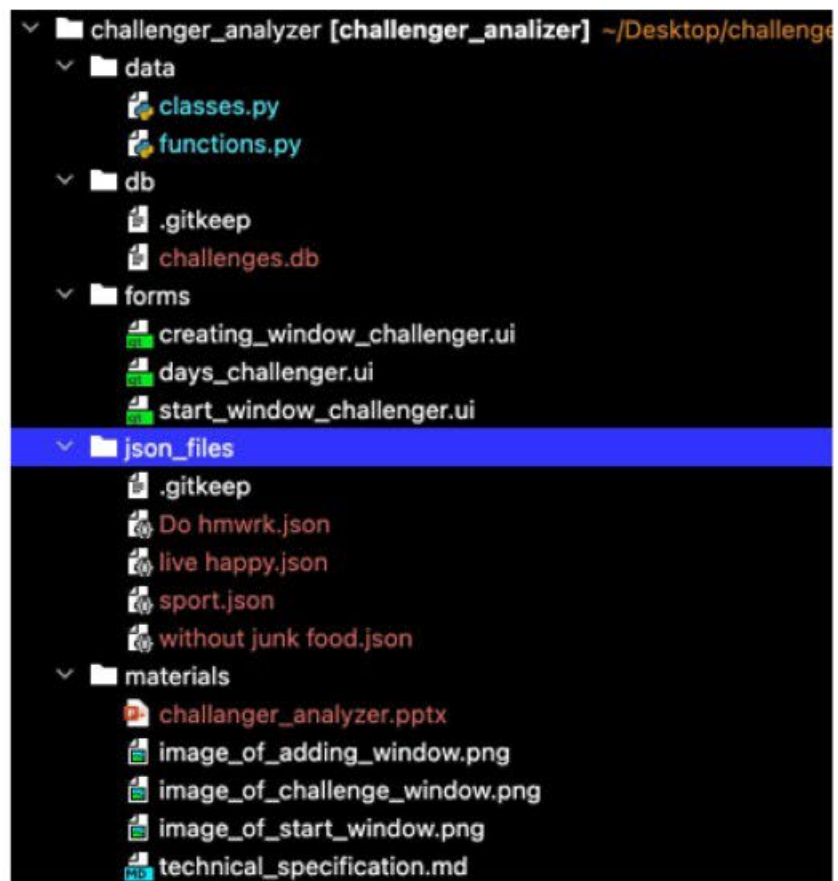 challenger_analyzer [challenger_analizer] ~/Desktop/challenge
data
classes.py
functions.py
db
.gitkeep
challenges.db
forms
creating_window_challenger.ui
days_challenger.ui
start_window_challenger.ui
json_files
.gitkeep
Do hmwrk.json
live happy.json
sport.json
without junk food.json
materials
challanger_analyzer.pptx
image_of_adding_window.png
image_of_challenge_window.png
image_of_start_window.png
technical_specification.md